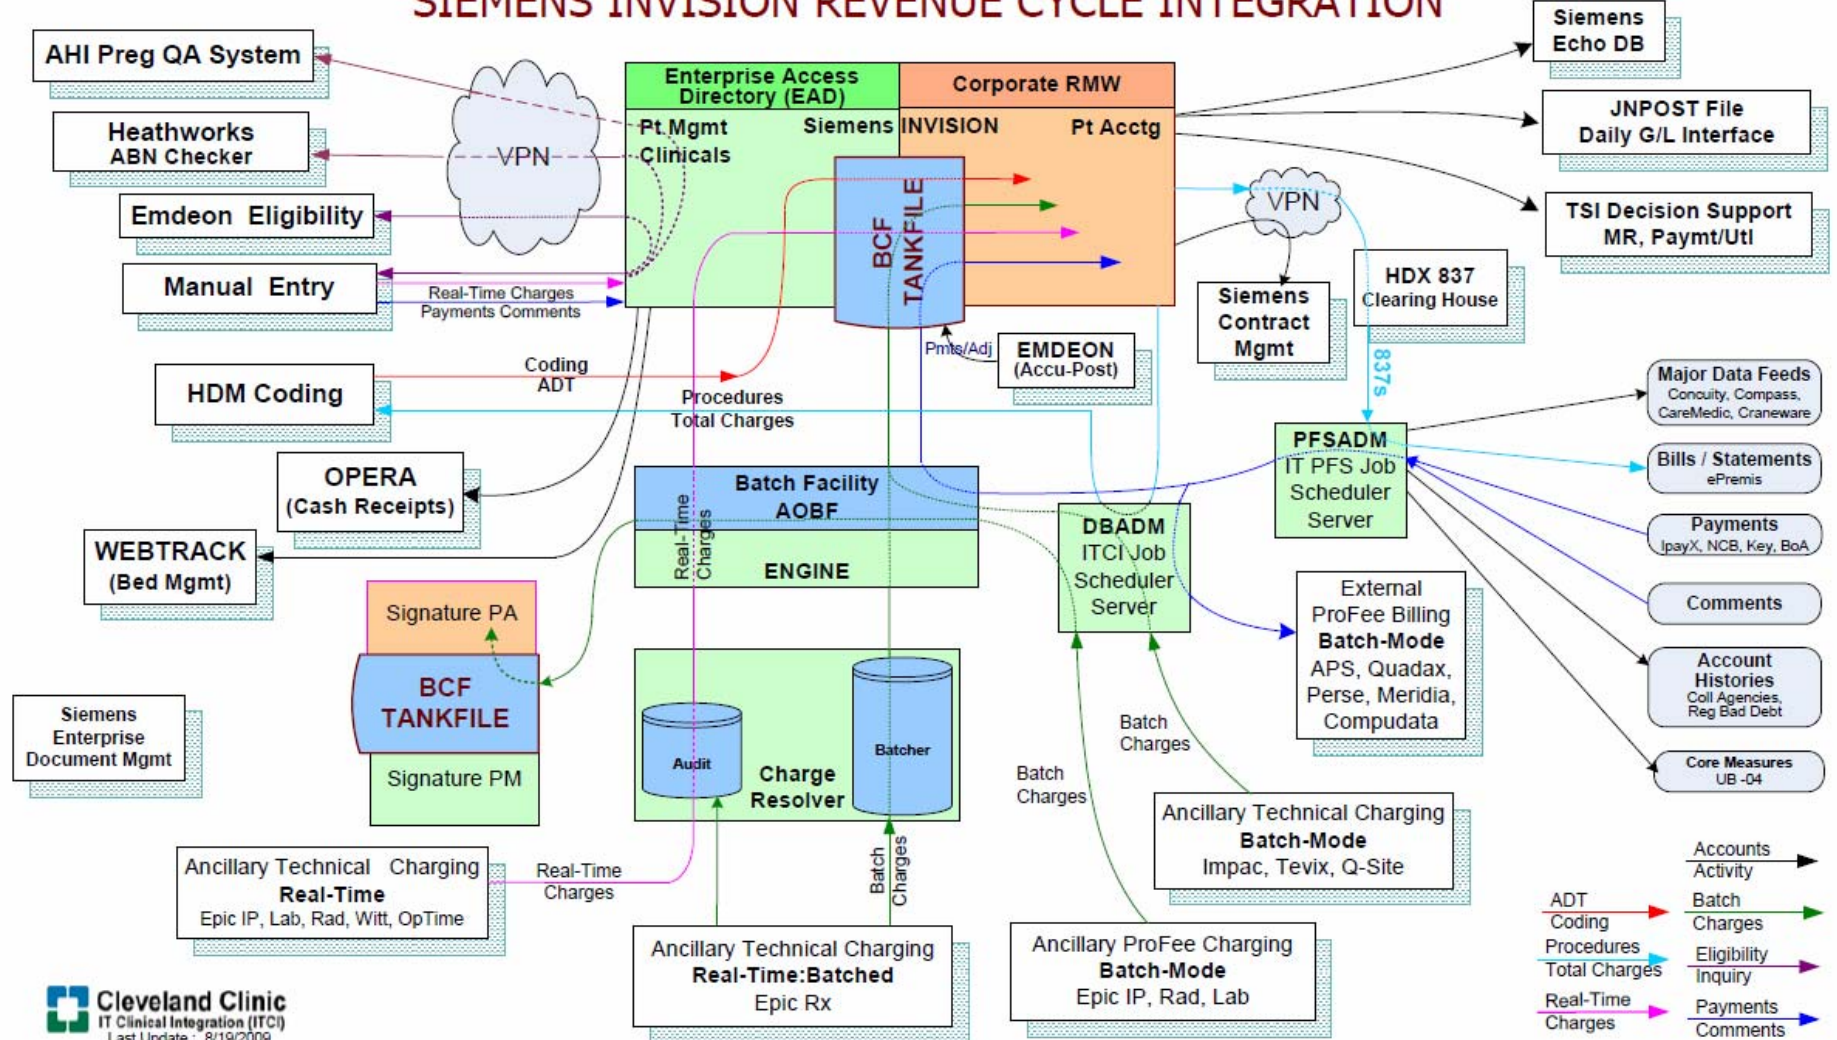 SIEMENS INVISION REVENUE CYCLE INTEGRATION
AHI Preg QA System
Heathworks
ABN Checker
Emdeon Eligibility
Manual Entry
Real-Time Charges
Payments Comments
VPN
Enterprise Access
Directory (EAD)
Corporate RMW
Pt Mgmt
Clinicals
Siemens INVISION
Pt Acctg
BCF
TANKFILE
VPN
Siemens
Echo DB
JNPOST File
Daily G/L Interface
TSI Decision Support
MR, Paymt/Utl
HDX 837
Clearing House
Siemens
Contract
Mgmt
837s
Pmts/Adj
EMDEON
(Accu-Post)
HDM Coding
Coding
ADT
Procedures
Total Charges
OPERA
(Cash Receipts)
WEBTRACK
(Bed Mgmt)
Batch Facility
AOBF
ENGINE
Real-Time
Charges
DBADM
ITCI Job
Scheduler
Server
PFSADM
IT PFS Job
Scheduler
Server
Major Data Feeds
Concuity, Compass,
CareMedic, Craneware
Bills / Statements
ePremis
Payments
IpayX, NCB, Key, BoA
Comments
Account
Histories
Coll Agencies,
Reg Bad Debt
Core Measures
UB -04
External
ProFee Billing
Batch-Mode
APS, Quadax,
Perse, Meridia,
Compudata
Signature PA
BCF
TANKFILE
Signature PM
Siemens
Enterprise
Document Mgmt
Audit
Charge
Resolver
Batcher
Batch
Charges
Batch
Charges
Batch
Charges
Ancillary Technical Charging
Real-Time
Epic IP, Lab, Rad, Witt, OpTime
Real-Time
Charges
Ancillary Technical Charging
Real-Time:Batched
Epic Rx
Ancillary ProFee Charging
Batch-Mode
Epic IP, Rad, Lab
Ancillary Technical Charging
Batch-Mode
Impac, Tevix, Q-Site
Accounts
Activity
ADT
Coding
Batch
Charges
Procedures
Total Charges
Eligibility
Inquiry
Real-Time
Charges
Payments
Comments
Cleveland Clinic
IT Clinical Integration (ITCI)
Last Update : 8/19/2009